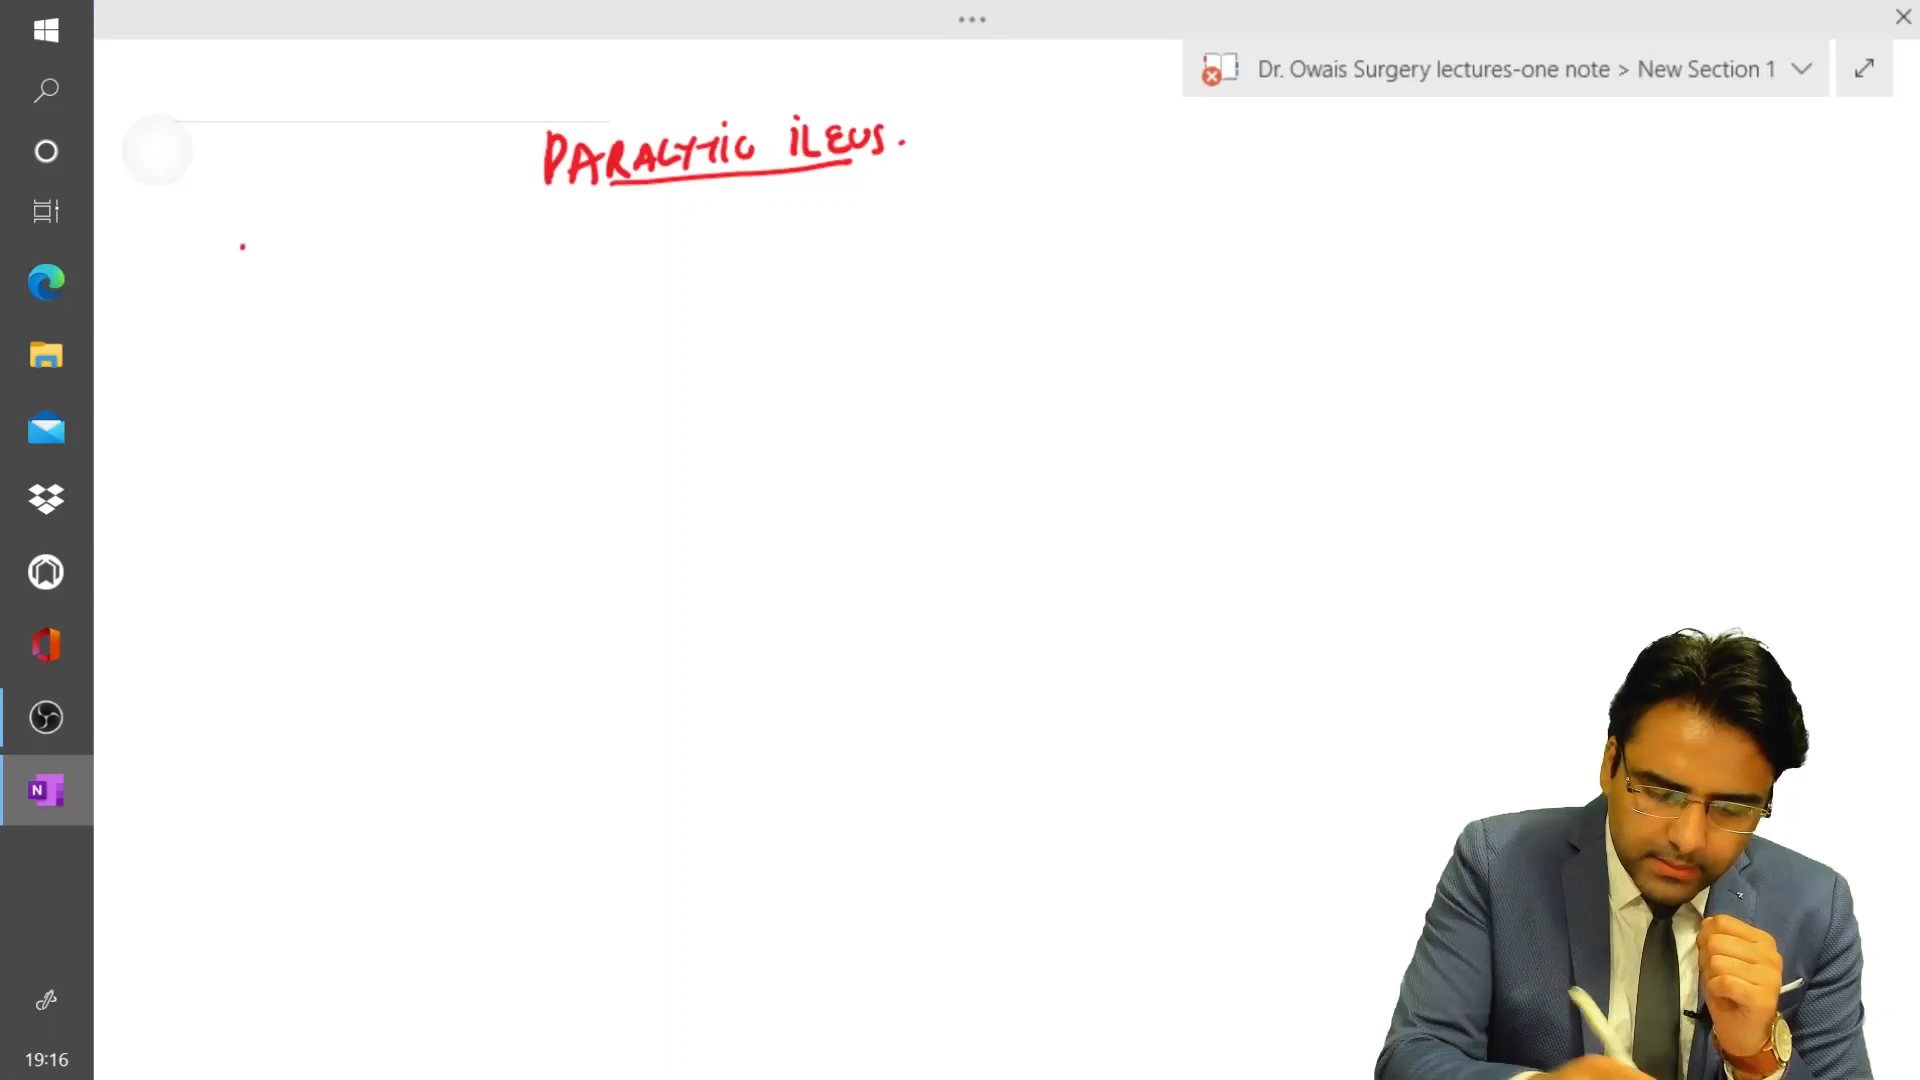 Dr. Owais Surgery lectures-one note > New Section 1
PARALYTIC ILEUS.
N
19:16